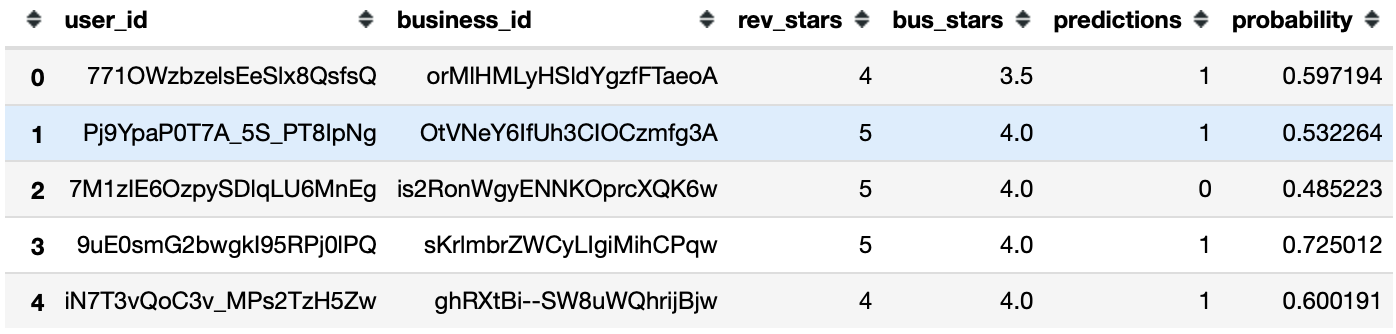 user_id business_id rev_stars bus_stars predictions probability
0 771OWzbzelsEeSlx8QsfsQ orMlHMLyHSldYgzfFTaeoA 4 3.5 1 0.597194
1 Pj9YpaP0T7A_5S_PT8IpNg OtVNeY6IfUh3CIOCzmfg3A 5 4.0 1 0.532264
2 7M1zlE6OzpySDlqLU6MnEg is2RonWgyENNKOprcXQK6w 5 4.0 0 0.485223
3 9uE0smG2bwgkI95RPj0lPQ sKrlmbrZWCyLIgiMihCPqw 5 4.0 1 0.725012
4 iN7T3vQoC3v_MPs2TzH5Zw ghRXtBi--SW8uWQhrijBjw 4 4.0 1 0.600191